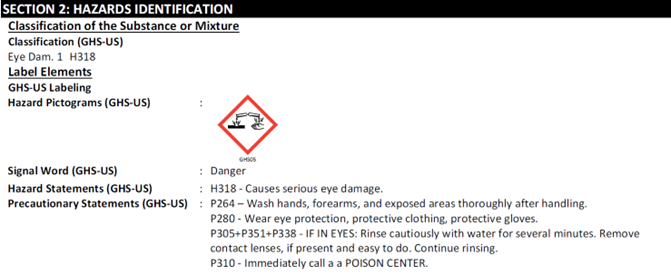 SECTION 2: HAZARDS IDENTIFICATION
Classification of the Substance or Mixture
Classification (GHS-US)
Eye Dam. 1 H318
Label Elements
GHS-US Labeling
Hazard Pictograms (GHS-US) :
GHS05
Signal Word (GHS-US) : Danger
Hazard Statements (GHS-US) : H318 - Causes serious eye damage.
Precautionary Statements (GHS-US) : P264 – Wash hands, forearms, and exposed areas thoroughly after handling.
P280 - Wear eye protection, protective clothing, protective gloves.
P305+P351+P338 - IF IN EYES: Rinse cautiously with water for several minutes. Remove
contact lenses, if present and easy to do. Continue rinsing.
P310 - Immediately call a a POISON CENTER.